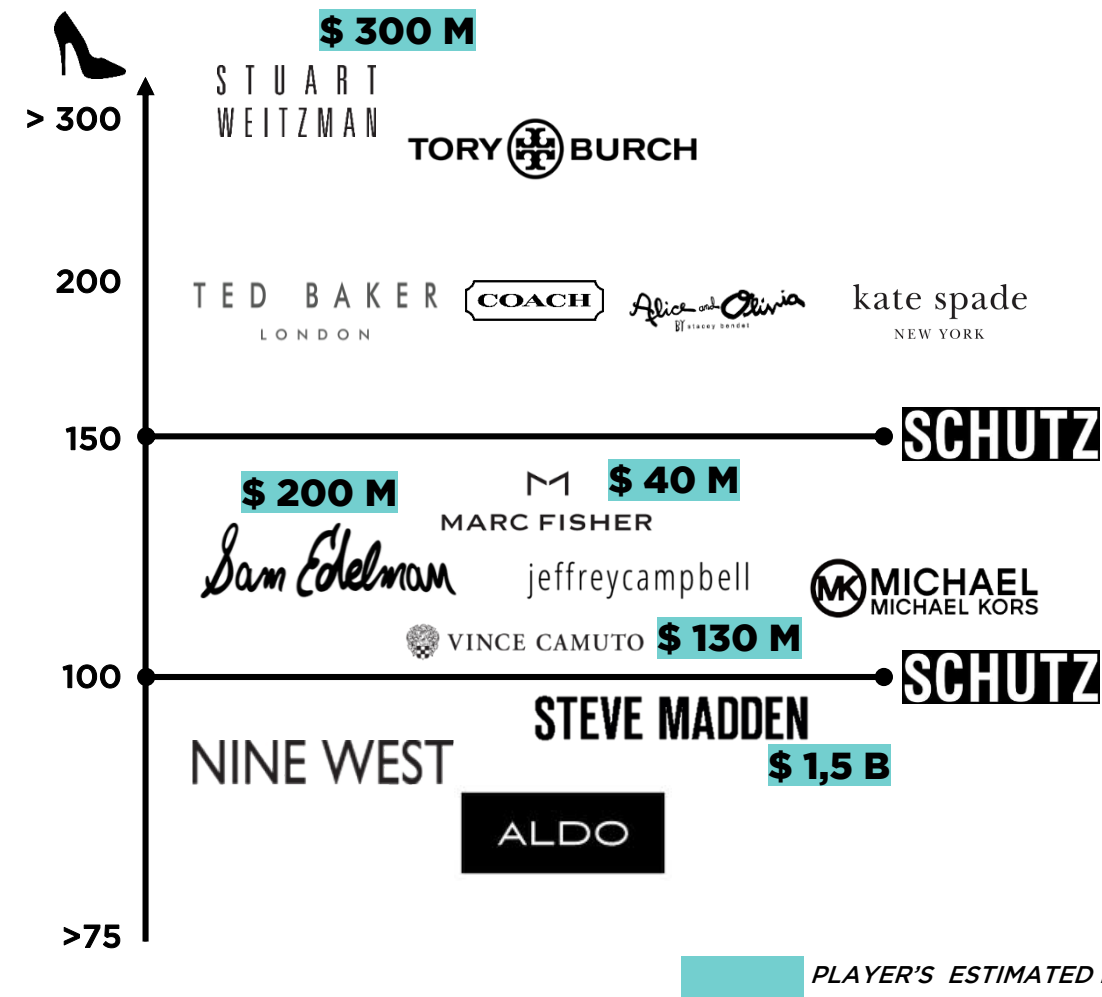 $ 300 M
STUART
WEITZMAN
> 300
TORY BURCH
200
TED BAKER
LONDON
COACH
Alice and Olivia
BY stacey bendet
kate spade
NEW YORK
150
SCHUTZ
$ 200 M
$ 40 M
MARC FISHER
Sam Edelman
jeffreycampbell
MK MICHAEL
MICHAEL KORS
VINCE CAMUTO
$ 130 M
100
SCHUTZ
STEVE MADDEN
NINE WEST
$ 1,5 B
ALDO
>75
PLAYER'S ESTIMATED